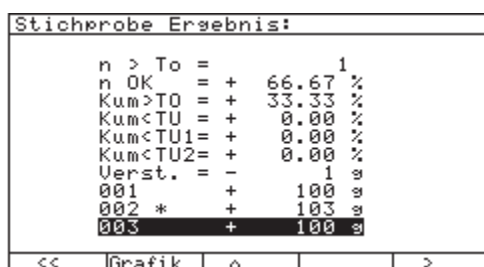 Stichprobe Ergebnis:
n > To = 1
n OK = + 66.67 %
Kum>TO = + 33.33 %
Kum<TU = + 0.00 %
Kum<TU1= + 0.00 %
Kum<TU2= + 0.00 %
Verst. = - 1 g
001 + 100 g
002 * + 103 g
003 + 100 g
<< Grafik ^ >